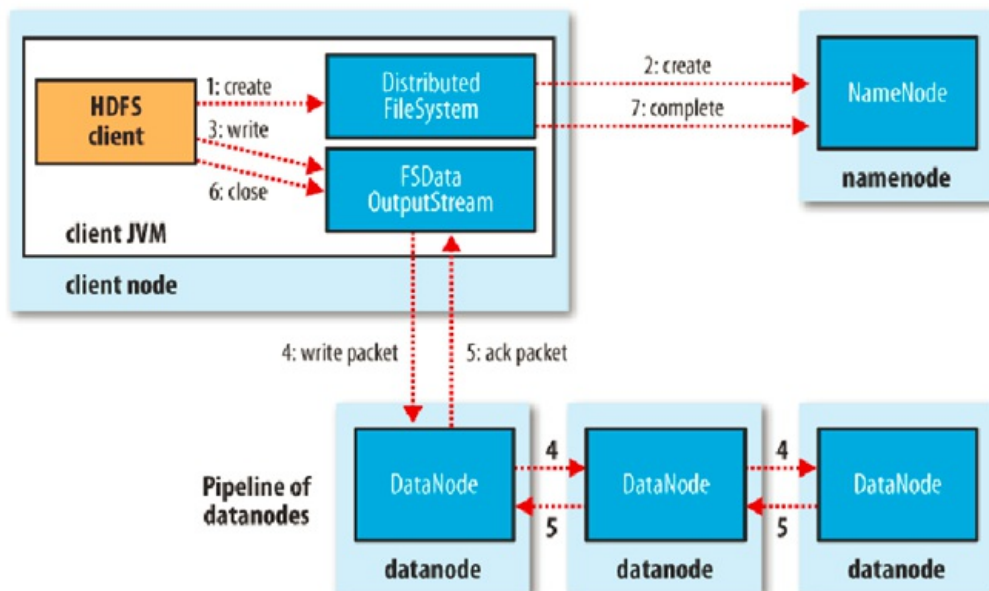 HDFS
client
1: create
3: write
6: close
Distributed
FileSystem
FSData
OutputStream
client JVM
client node
2: create
7: complete
NameNode
namenode
4: write packet
5: ack packet
Pipeline of
datanodes
DataNode
4
5
DataNode
4
5
DataNode
datanode
datanode
datanode